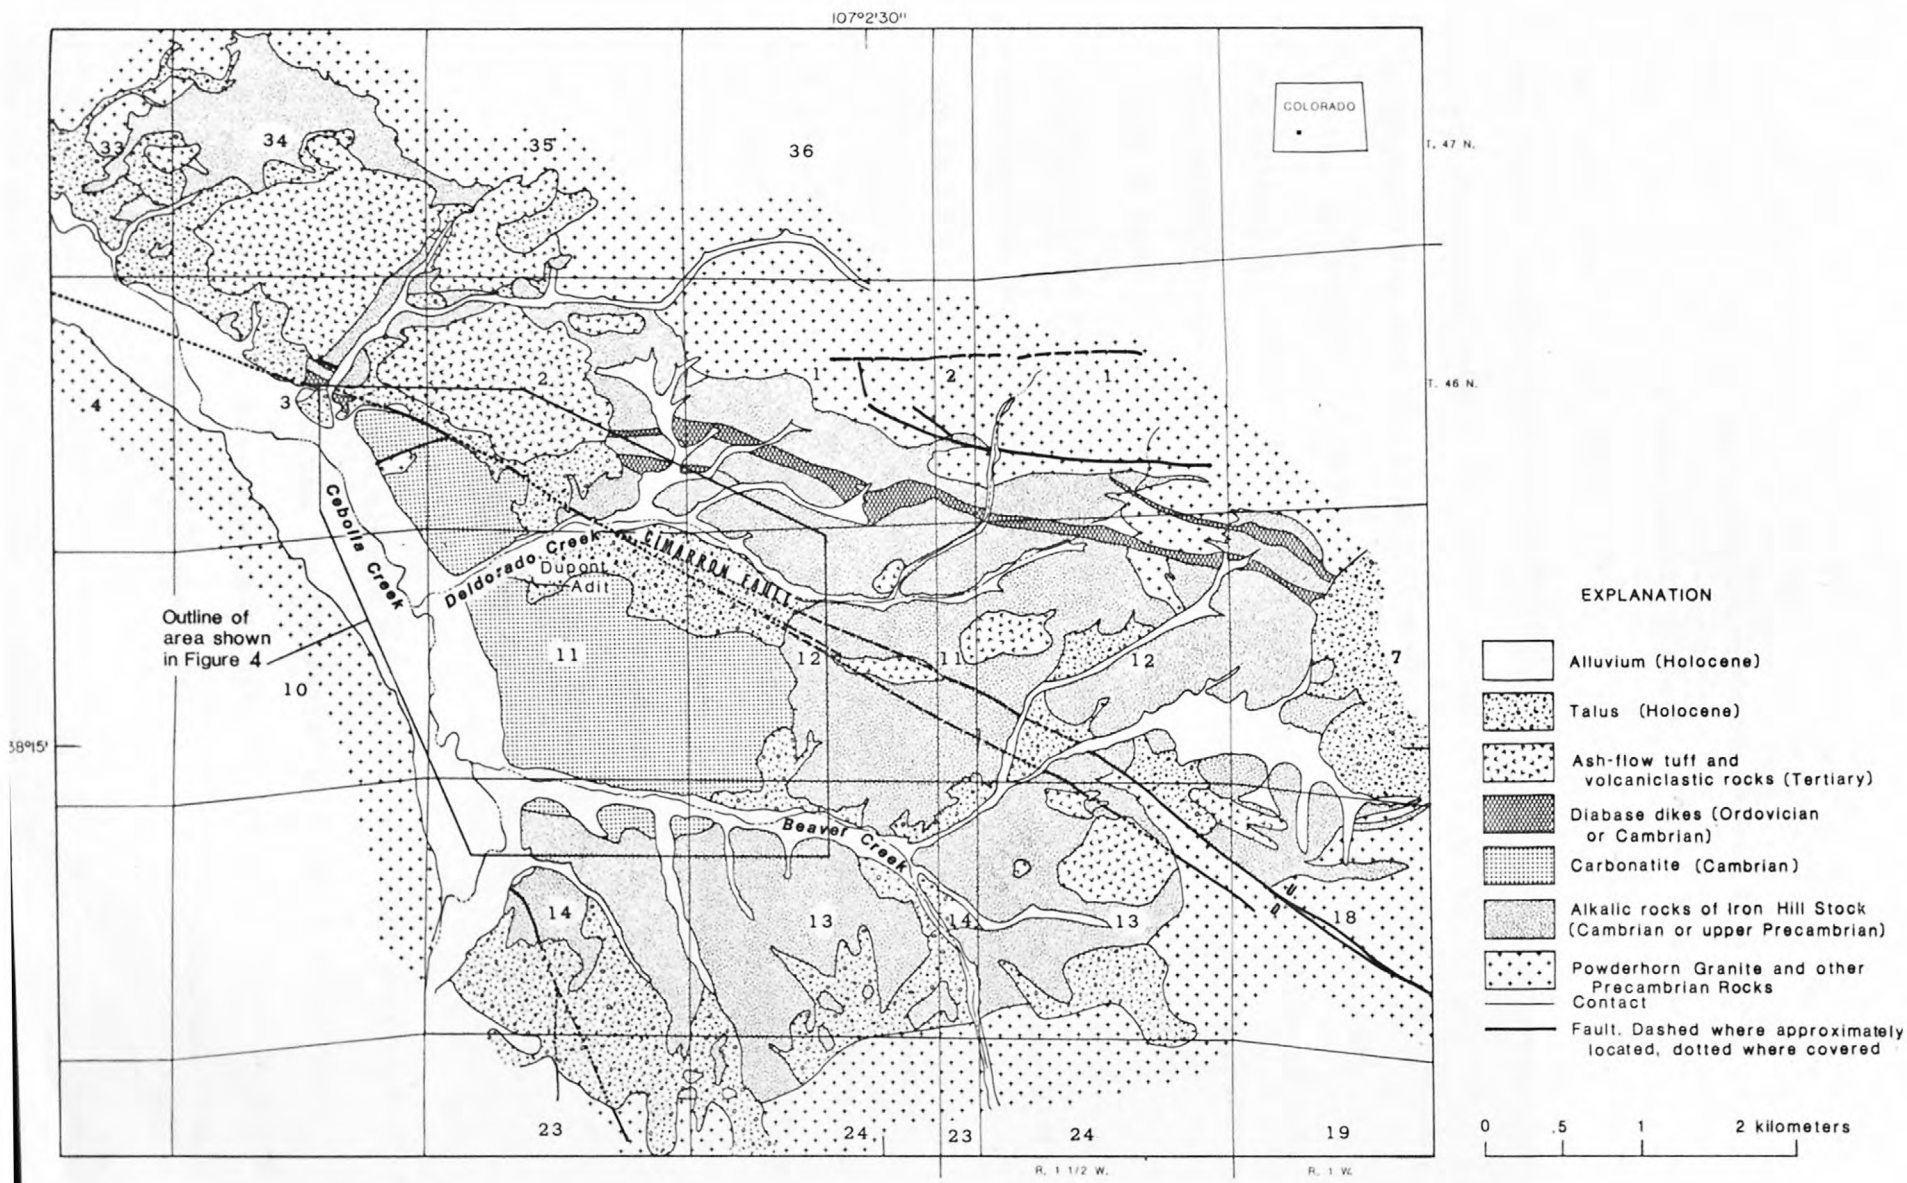 107°2'30"
COLORADO
33
34
35
36
T. 47 N.
4
3
2
1
2
1
T. 46 N.
Cebolla Creek
Deldorado Creek
CIMARRON FAULT
Dupont
Adit
Outline of
area shown
in Figure 4
10
11
12
11
12
7
38°15'
Beaver Creek
14
13
14
13
18
U
D
23
24
23
24
19
R. 1 1/2 W.
R. 1 W.
EXPLANATION
Alluvium (Holocene)
Talus (Holocene)
Ash-flow tuff and
volcaniclastic rocks (Tertiary)
Diabase dikes (Ordovician
or Cambrian)
Carbonatite (Cambrian)
Alkalic rocks of Iron Hill Stock
(Cambrian or upper Precambrian)
Powderhorn Granite and other
Precambrian Rocks
Contact
Fault. Dashed where approximately
located, dotted where covered
0 .5 1 2 kilometers